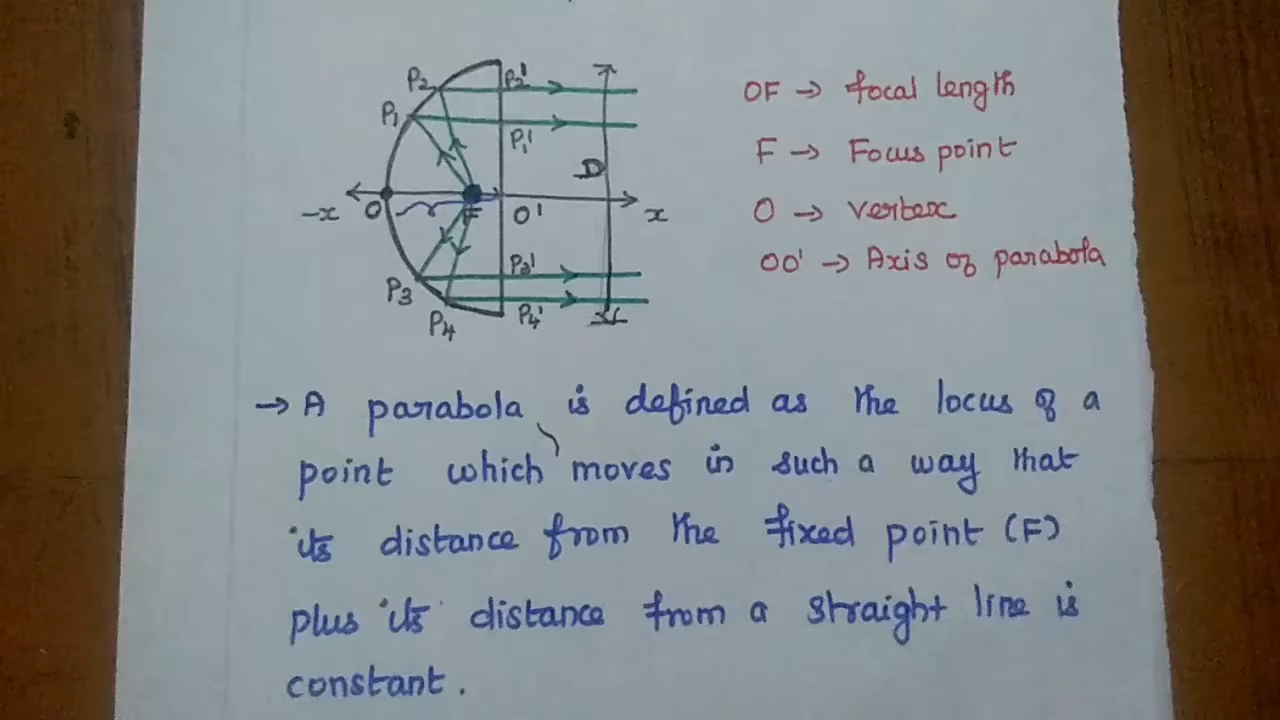 P2 P2'
P1 P1'
D
-x O F O' x
P3 P3'
P4 P4'
OF → focal length
F → Focus point
O → vertex
OO' → Axis of parabola
→ A parabola is defined as the locus of a
point which moves in such a way that
its distance from the fixed point (F)
plus its distance from a straight line is
constant.